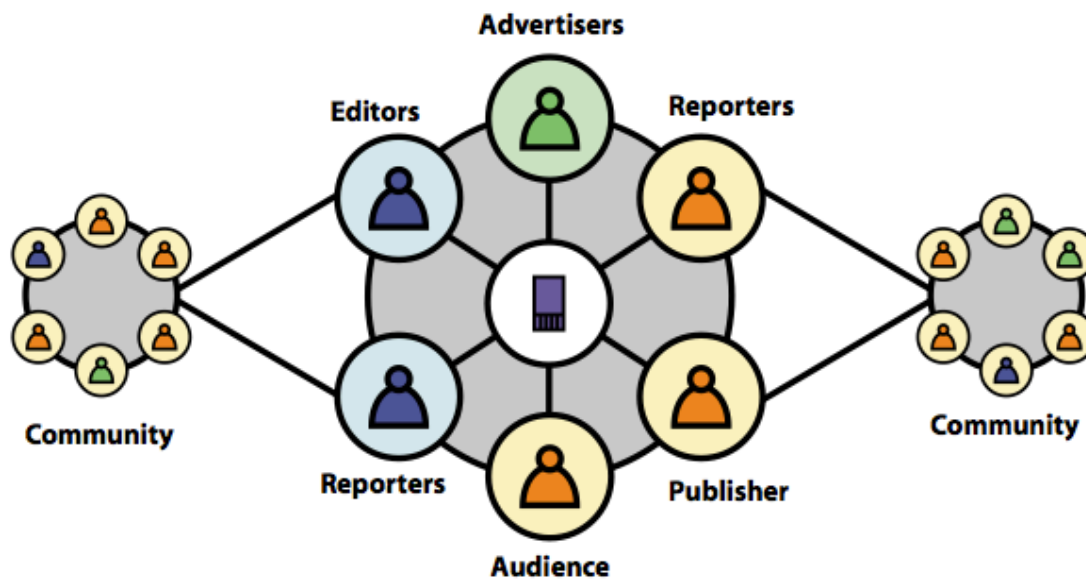 Advertisers
Editors
Reporters
Community
Community
Reporters
Publisher
Audience